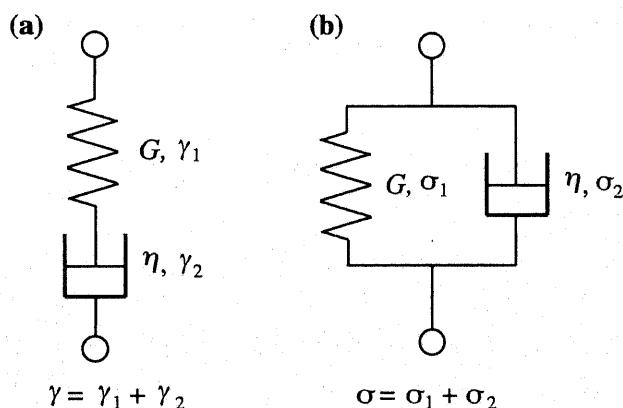 (a)
G, γ₁
η, γ₂
γ = γ₁ + γ₂
(b)
G, σ₁
η, σ₂
σ = σ₁ + σ₂